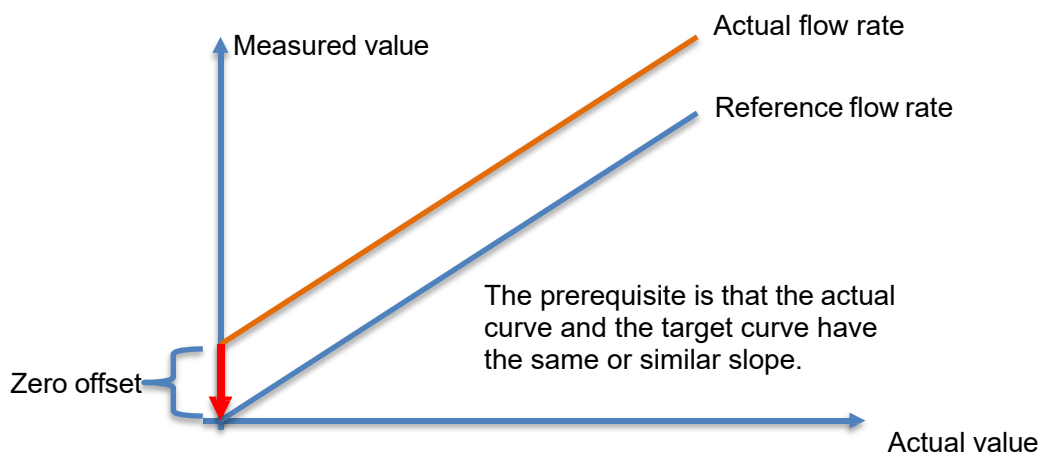 Actual flow rate
Measured value
Reference flow rate
The prerequisite is that the actual
curve and the target curve have
the same or similar slope.
Zero offset
Actual value